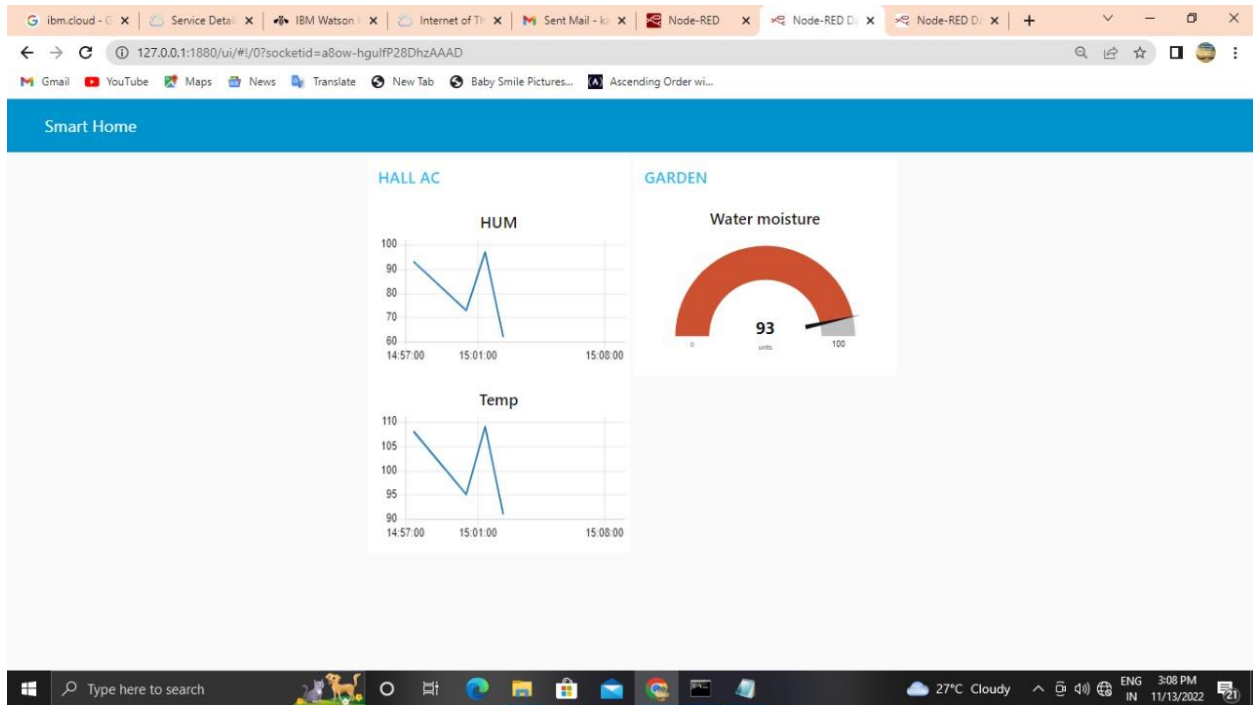 ibm.cloud - G
Service Detai
IBM Watson I
Internet of Th
Sent Mail - ka
Node-RED
Node-RED Da
Node-RED Da
127.0.0.1:1880/ui/#!/0?socketid=a8ow-hgulfP28DhzAAAD
Gmail YouTube Maps News Translate New Tab Baby Smile Pictures... Ascending Order wi...
Smart Home
HALL AC
HUM
100
90
80
70
60
14:57:00 15:01:00 15:08:00
Temp
110
105
100
95
90
14:57:00 15:01:00 15:08:00
GARDEN
Water moisture
93
units
0 100
Type here to search
27°C Cloudy
ENG
IN
3:08 PM
11/13/2022
21